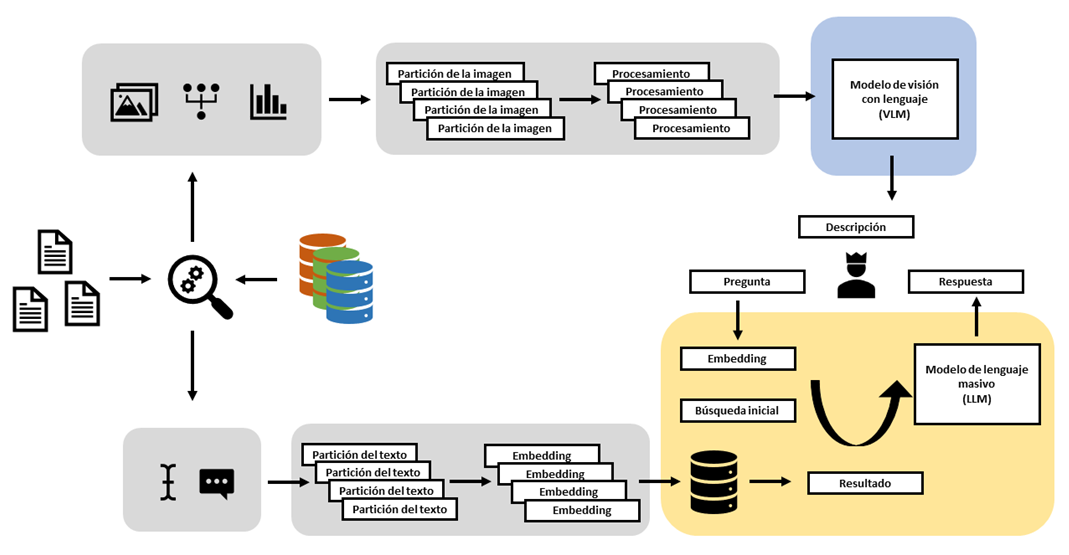 Partición de la imagen
Partición de la imagen
Partición de la imagen
Partición de la imagen
Procesamiento
Procesamiento
Procesamiento
Procesamiento
Modelo de visión
con lenguaje
(VLM)
Descripción
Pregunta
Respuesta
Embedding
Búsqueda inicial
Modelo de lenguaje
masivo
(LLM)
Resultado
Partición del texto
Partición del texto
Partición del texto
Partición del texto
Embedding
Embedding
Embedding
Embedding